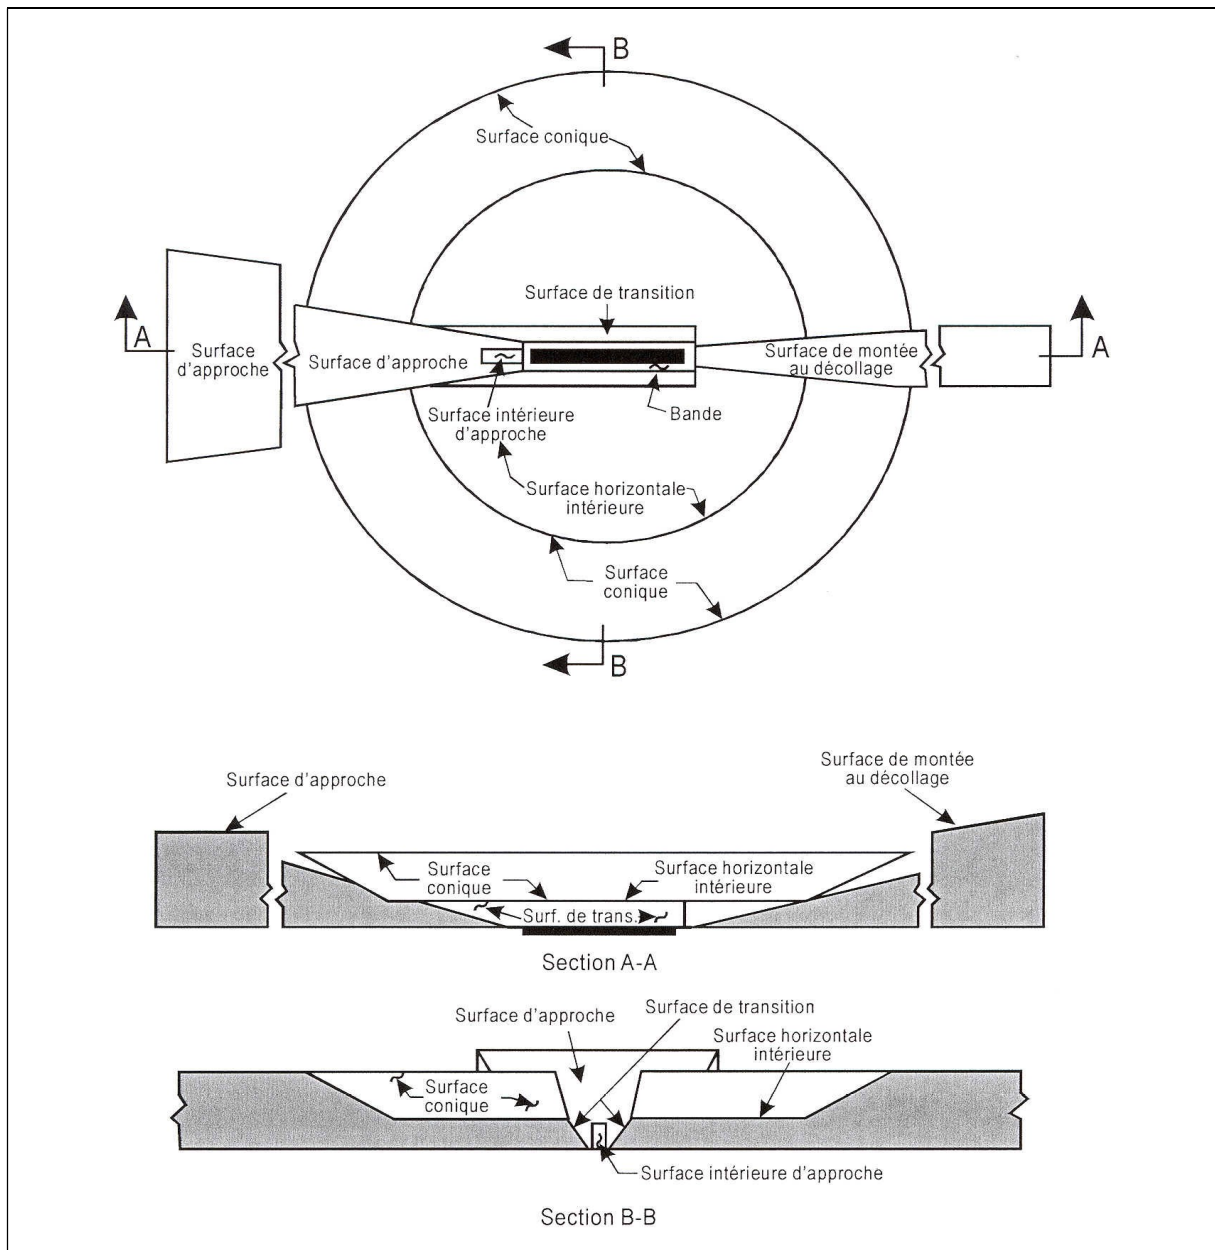 B
Surface conique
Surface de transition
A
Surface
d'approche
Surface d'approche
Surface de montée
au décollage
A
Surface intérieure
d'approche
Bande
Surface horizontale
intérieure
Surface
conique
B
Surface d'approche
Surface de montée
au décollage
Surface
conique
Surface horizontale
intérieure
Surf. de trans.
Section A-A
Surface d'approche
Surface de transition
Surface horizontale
intérieure
Surface
conique
Surface intérieure d'approche
Section B-B